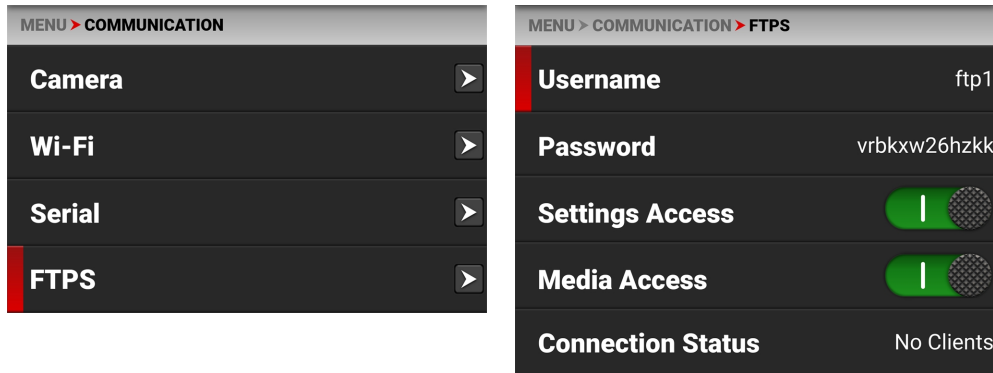 MENU > COMMUNICATION
Camera
Wi-Fi
Serial
FTPS
MENU > COMMUNICATION > FTPS
Username ftp1
Password vrbkxw26hzkk
Settings Access
Media Access
Connection Status No Clients